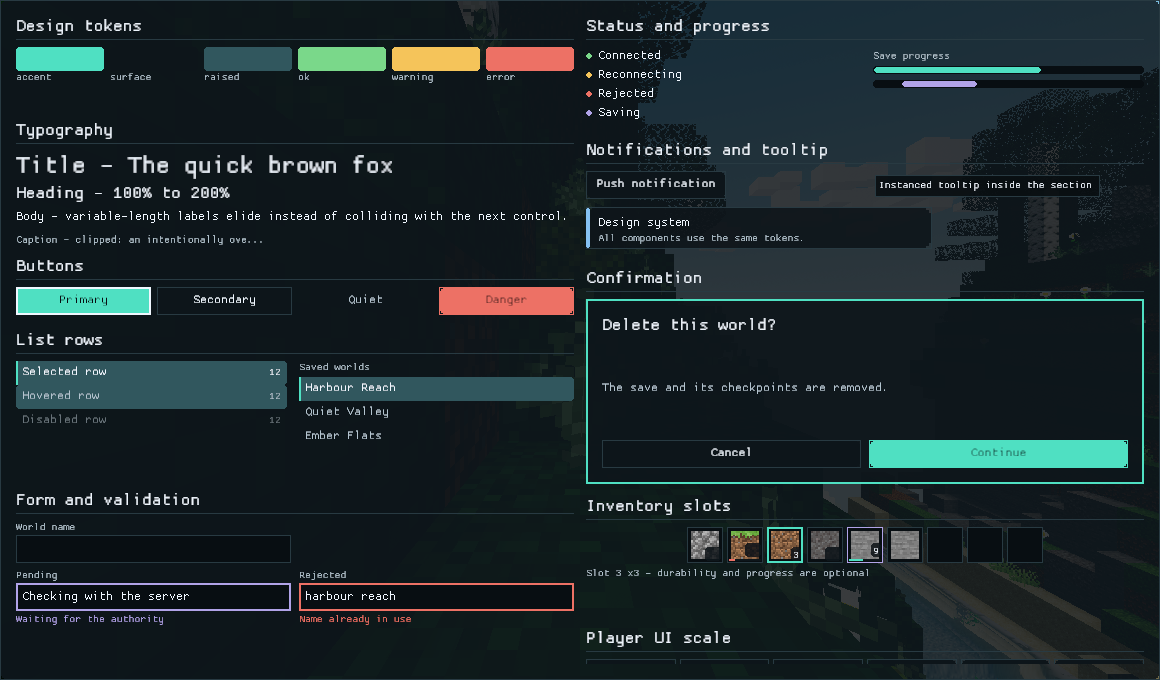 Design tokens
accent
surface
raised
ok
warning
error
Typography
Title – The quick brown fox
Heading – 100% to 200%
Body – variable-length labels elide instead of colliding with the next control.
Caption – clipped: an intentionally ove...
Buttons
Primary
Secondary
Quiet
Danger
List rows
Selected row 12
Hovered row 12
Disabled row 12
Saved worlds
Harbour Reach
Quiet Valley
Ember Flats
Form and validation
World name
Pending
Checking with the server
Waiting for the authority
Rejected
harbour reach
Name already in use
Status and progress
Connected
Reconnecting
Rejected
Saving
Save progress
Notifications and tooltip
Push notification
Instanced tooltip inside the section
Design system
All components use the same tokens.
Confirmation
Delete this world?
The save and its checkpoints are removed.
Cancel
Continue
Inventory slots
3
9
Slot 3 x3 – durability and progress are optional
Player UI scale